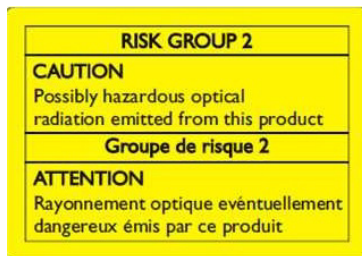 RISK GROUP 2
CAUTION
Possibly hazardous optical
radiation emitted from this product
Groupe de risque 2
ATTENTION
Rayonnement optique evéntuellement
dangereux émis par ce produit